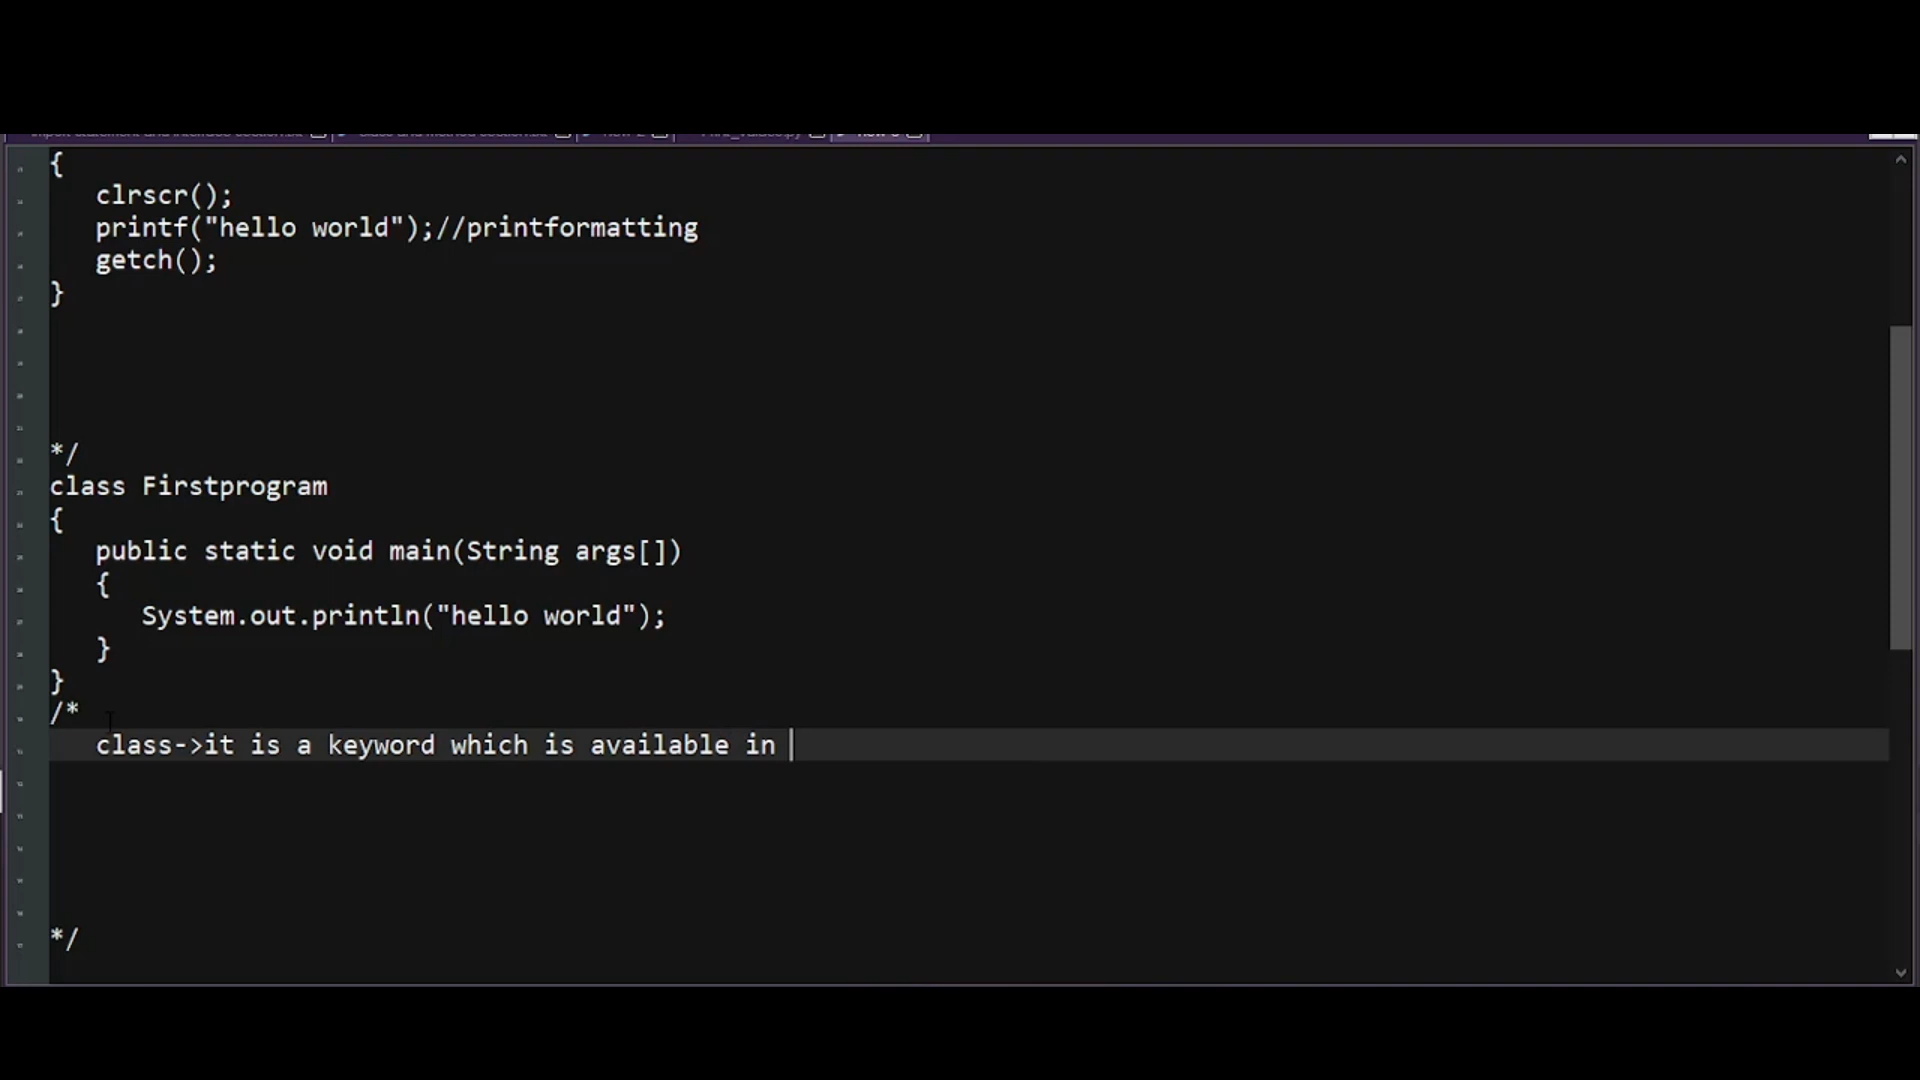 {
clrscr();
printf("hello world");//printformatting
getch();
}
*/
class Firstprogram
{
public static void main(String args[])
{
System.out.println("hello world");
}
}
/*
class->it is a keyword which is available in
*/